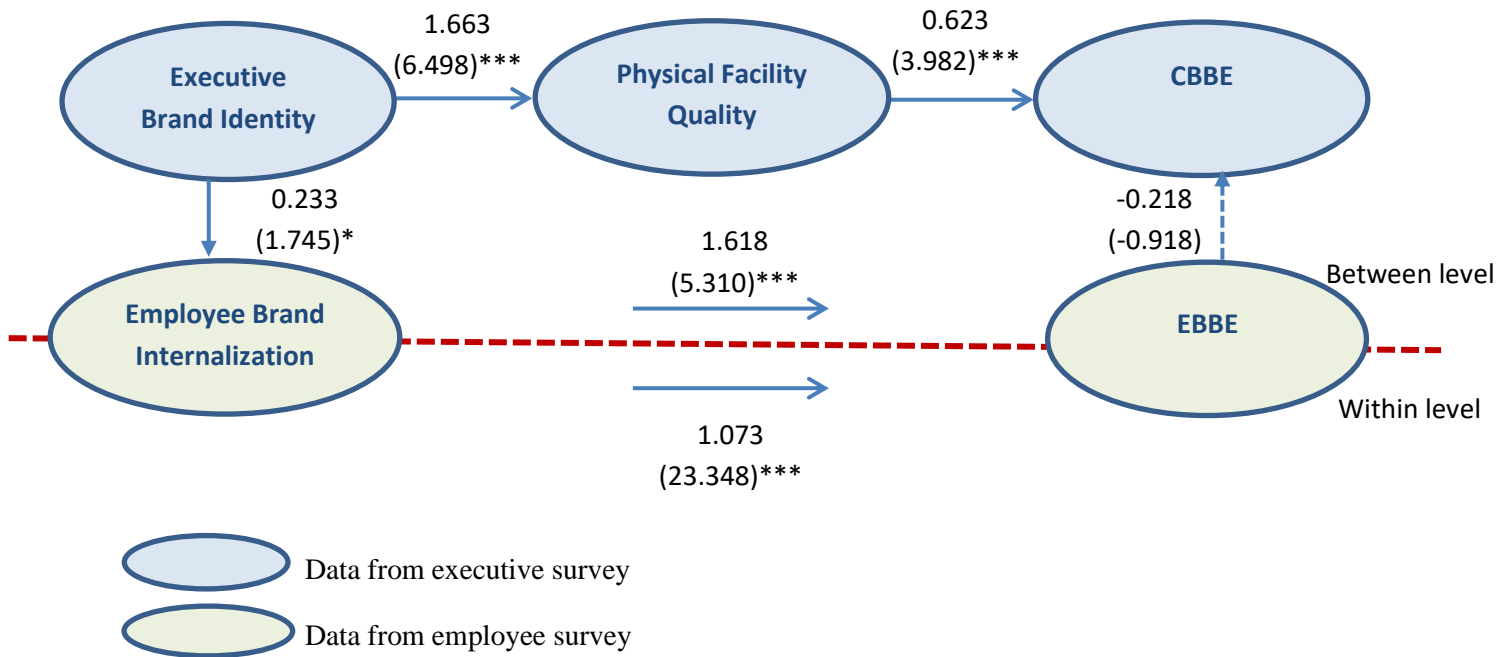 1.663
(6.498)***
0.623
(3.982)***
Executive
Brand Identity
Physical Facility
Quality
CBBE
0.233
(1.745)*
-0.218
(-0.918)
1.618
(5.310)***
Between level
Employee Brand
Internalization
EBBE
Within level
1.073
(23.348)***
Data from executive survey
Data from employee survey